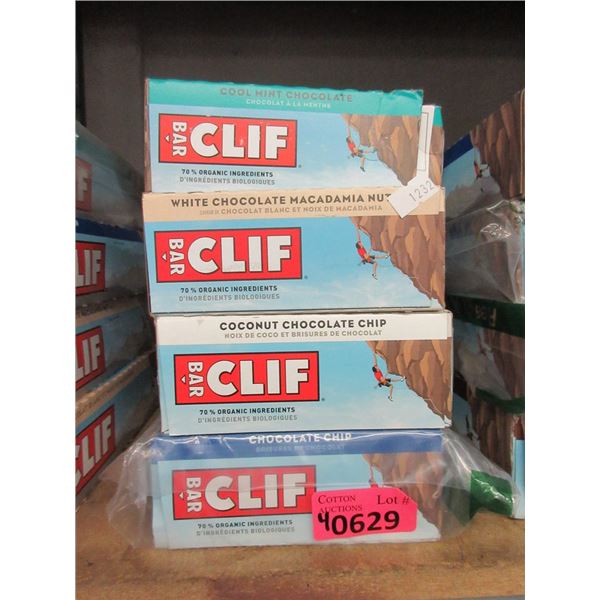 COOL MINT CHOCOLATE
CHOCOLAT À LA MENTHE
BAR CLIF
70% ORGANIC INGREDIENTS
D'INGRÉDIENTS BIOLOGIQUES
1232
WHITE CHOCOLATE MACADAMIA NUT
CHOCOLAT BLANC ET NOIX DE MACADAMIA
BAR CLIF
70% ORGANIC INGREDIENTS
D'INGRÉDIENTS BIOLOGIQUES
COCONUT CHOCOLATE CHIP
NOIX DE COCO ET BRISURES DE CHOCOLAT
BAR CLIF
70% ORGANIC INGREDIENTS
D'INGRÉDIENTS BIOLOGIQUES
CHOCOLATE CHIP
BRISURES DE CHOCOLAT
BAR CLIF
70% ORGANIC INGREDIENTS
D'INGRÉDIENTS BIOLOGIQUES
COTTON AUCTIONS Lot #
40629
LIF
LIF